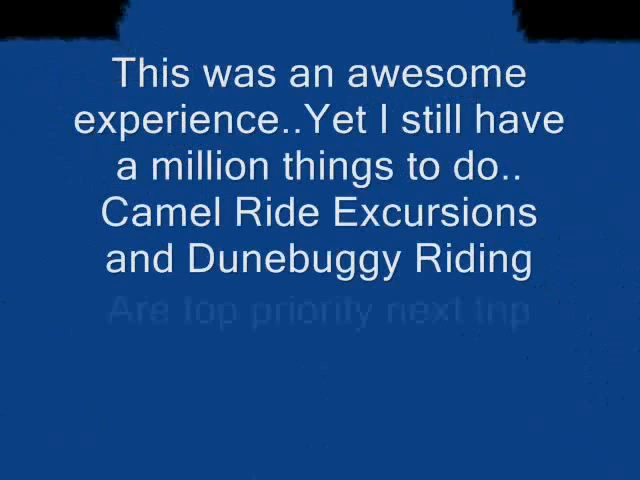 This was an awesome
experience..Yet I still have
a million things to do..
Camel Ride Excursions
and Dunebuggy Riding
Are top priority next trip